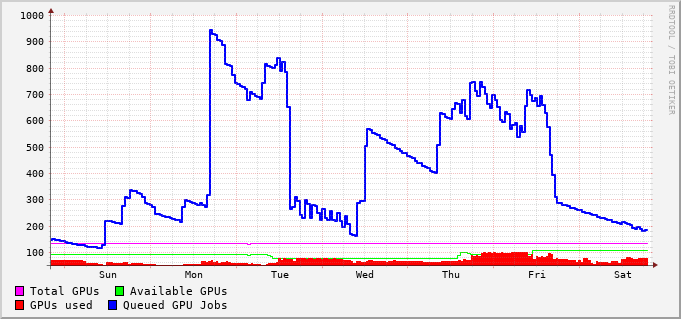 1000
900
800
700
600
500
400
300
200
100
Sun Mon Tue Wed Thu Fri Sat
Total GPUs Available GPUs
GPUs used Queued GPU Jobs
RRDTOOL / TOBI OETIKER